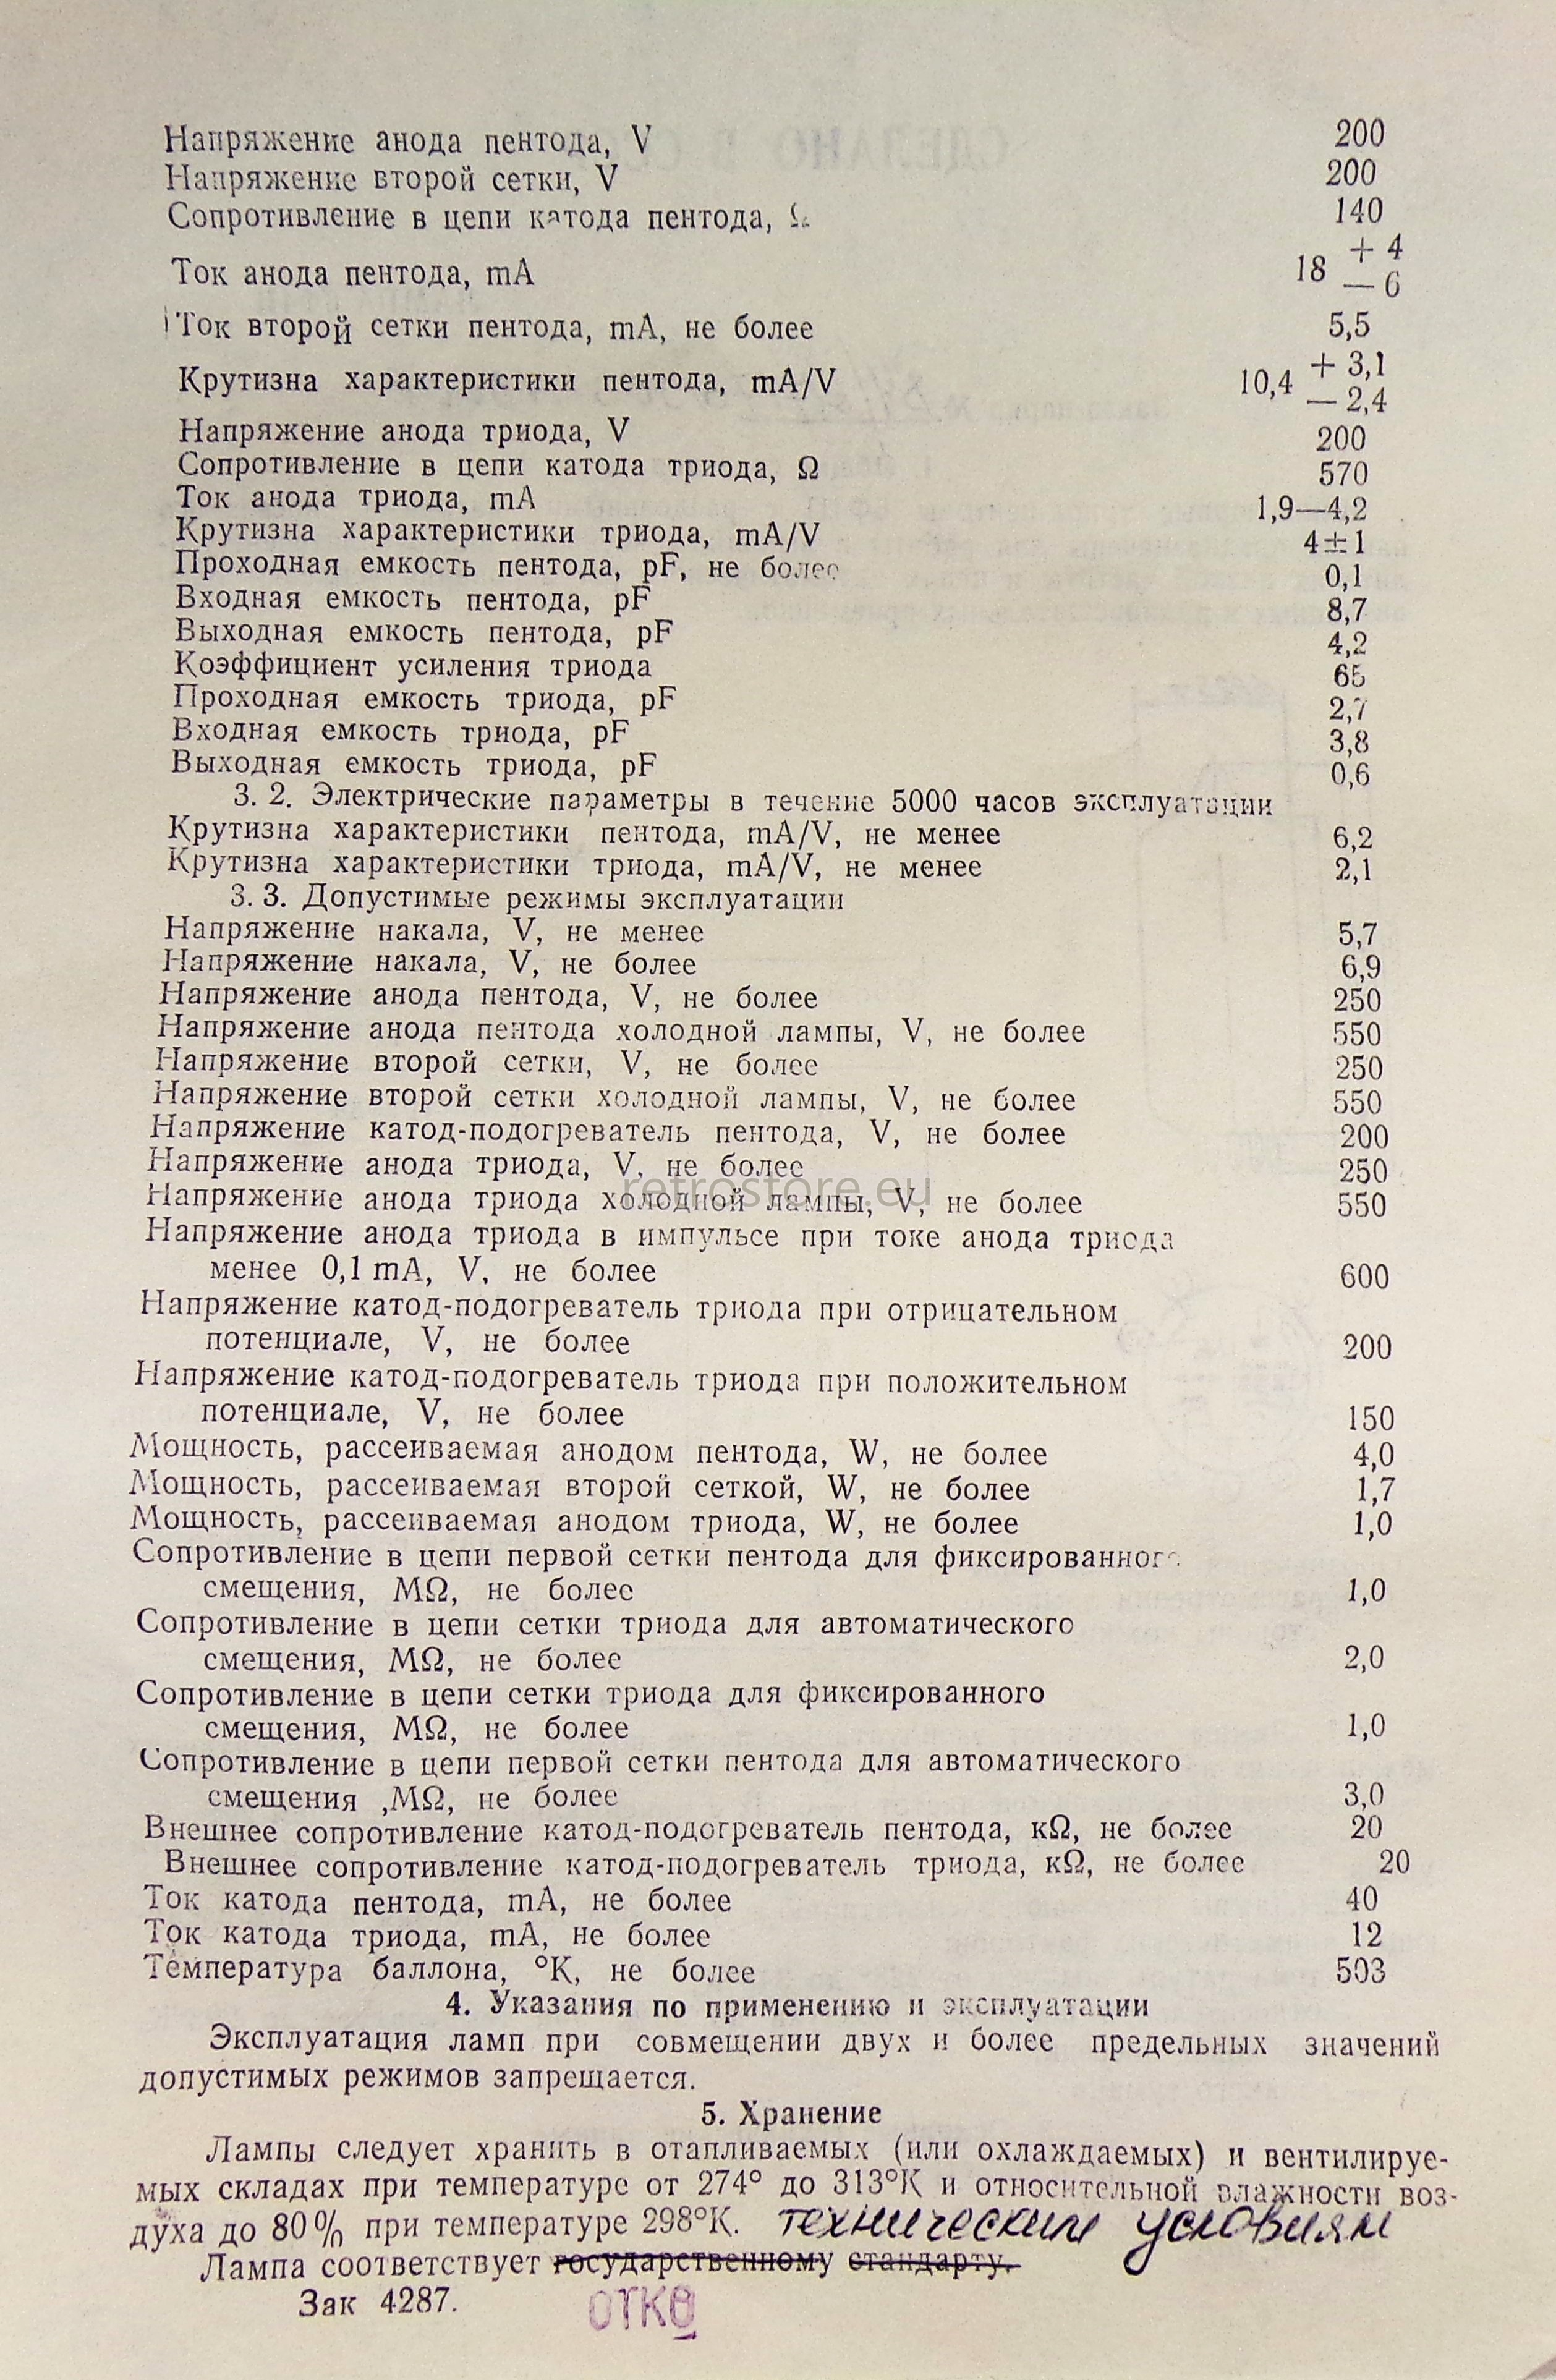 Напряжение анода пентода, V 200
Напряжение второй сетки, V 200
Сопротивление в цепи катода пентода, Ω 140
Ток анода пентода, mA 18 + 4 — 6
Ток второй сетки пентода, mA, не более 5,5
Крутизна характеристики пентода, mA/V 10,4 + 3,1 — 2,4
Напряжение анода триода, V 200
Сопротивление в цепи катода триода, Ω 570
Ток анода триода, mA 1,9—4,2
Крутизна характеристики триода, mA/V 4±1
Проходная емкость пентода, pF, не более 0,1
Входная емкость пентода, pF 8,7
Выходная емкость пентода, pF 4,2
Коэффициент усиления триода 65
Проходная емкость триода, pF 2,7
Входная емкость триода, pF 3,8
Выходная емкость триода, pF 0,6
3. 2. Электрические параметры в течение 5000 часов эксплуатации
Крутизна характеристики пентода, mA/V, не менее 6,2
Крутизна характеристики триода, mA/V, не менее 2,1
3. 3. Допустимые режимы эксплуатации
Напряжение накала, V, не менее 5,7
Напряжение накала, V, не более 6,9
Напряжение анода пентода, V, не более 250
Напряжение анода пентода холодной лампы, V, не более 550
Напряжение второй сетки, V, не более 250
Напряжение второй сетки холодной лампы, V, не более 550
Напряжение катод-подогреватель пентода, V, не более 200
Напряжение анода триода, V, не более 250
retrostore.eu
Напряжение анода триода холодной лампы, V, не более 550
Напряжение анода триода в импульсе при токе анода триода
менее 0,1 mA, V, не более 600
Напряжение катод-подогреватель триода при отрицательном
потенциале, V, не более 200
Напряжение катод-подогреватель триода при положительном
потенциале, V, не более 150
Мощность, рассеиваемая анодом пентода, W, не более 4,0
Мощность, рассеиваемая второй сеткой, W, не более 1,7
Мощность, рассеиваемая анодом триода, W, не более 1,0
Сопротивление в цепи первой сетки пентода для фиксированного
смещения, MΩ, не более 1,0
Сопротивление в цепи сетки триода для автоматического
смещения, MΩ, не более 2,0
Сопротивление в цепи сетки триода для фиксированного
смещения, MΩ, не более 1,0
Сопротивление в цепи первой сетки пентода для автоматического
смещения ,MΩ, не более 3,0
Внешнее сопротивление катод-подогреватель пентода, кΩ, не более 20
Внешнее сопротивление катод-подогреватель триода, кΩ, не более 20
Ток катода пентода, mA, не более 40
Ток катода триода, mA, не более 12
Температура баллона, °К, не более 503
4. Указания по применению и эксплуатации
Эксплуатация ламп при совмещении двух и более предельных значений
допустимых режимов запрещается.
5. Хранение
Лампы следует хранить в отапливаемых (или охлаждаемых) и вентилируе-
мых складах при температуре от 274° до 313°К и относительной влажности воз-
духа до 80% при температуре 298°К. техническим условиям
Лампа соответствует государственному стандарту.
Зак 4287. ОТК8